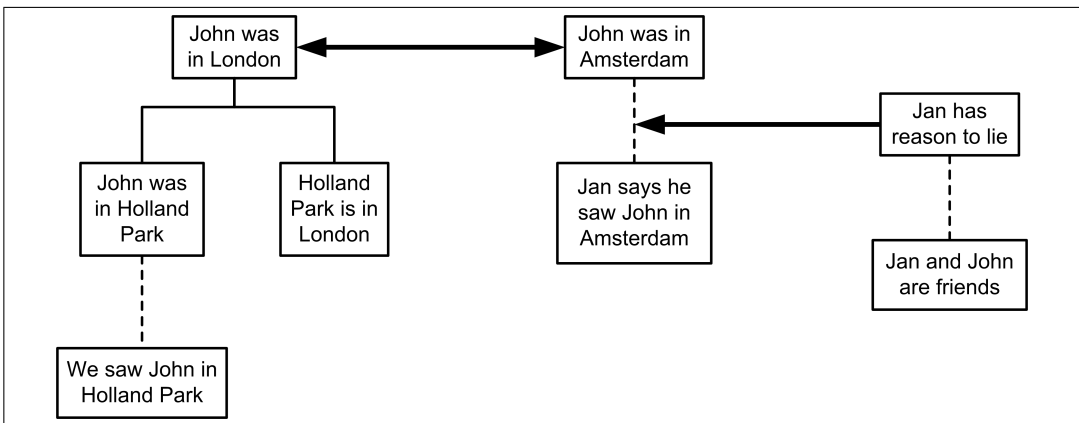 John was
in London
John was in
Amsterdam
Jan has
reason to lie
John was
in Holland
Park
Holland
Park is in
London
Jan says he
saw John in
Amsterdam
Jan and John
are friends
We saw John in
Holland Park